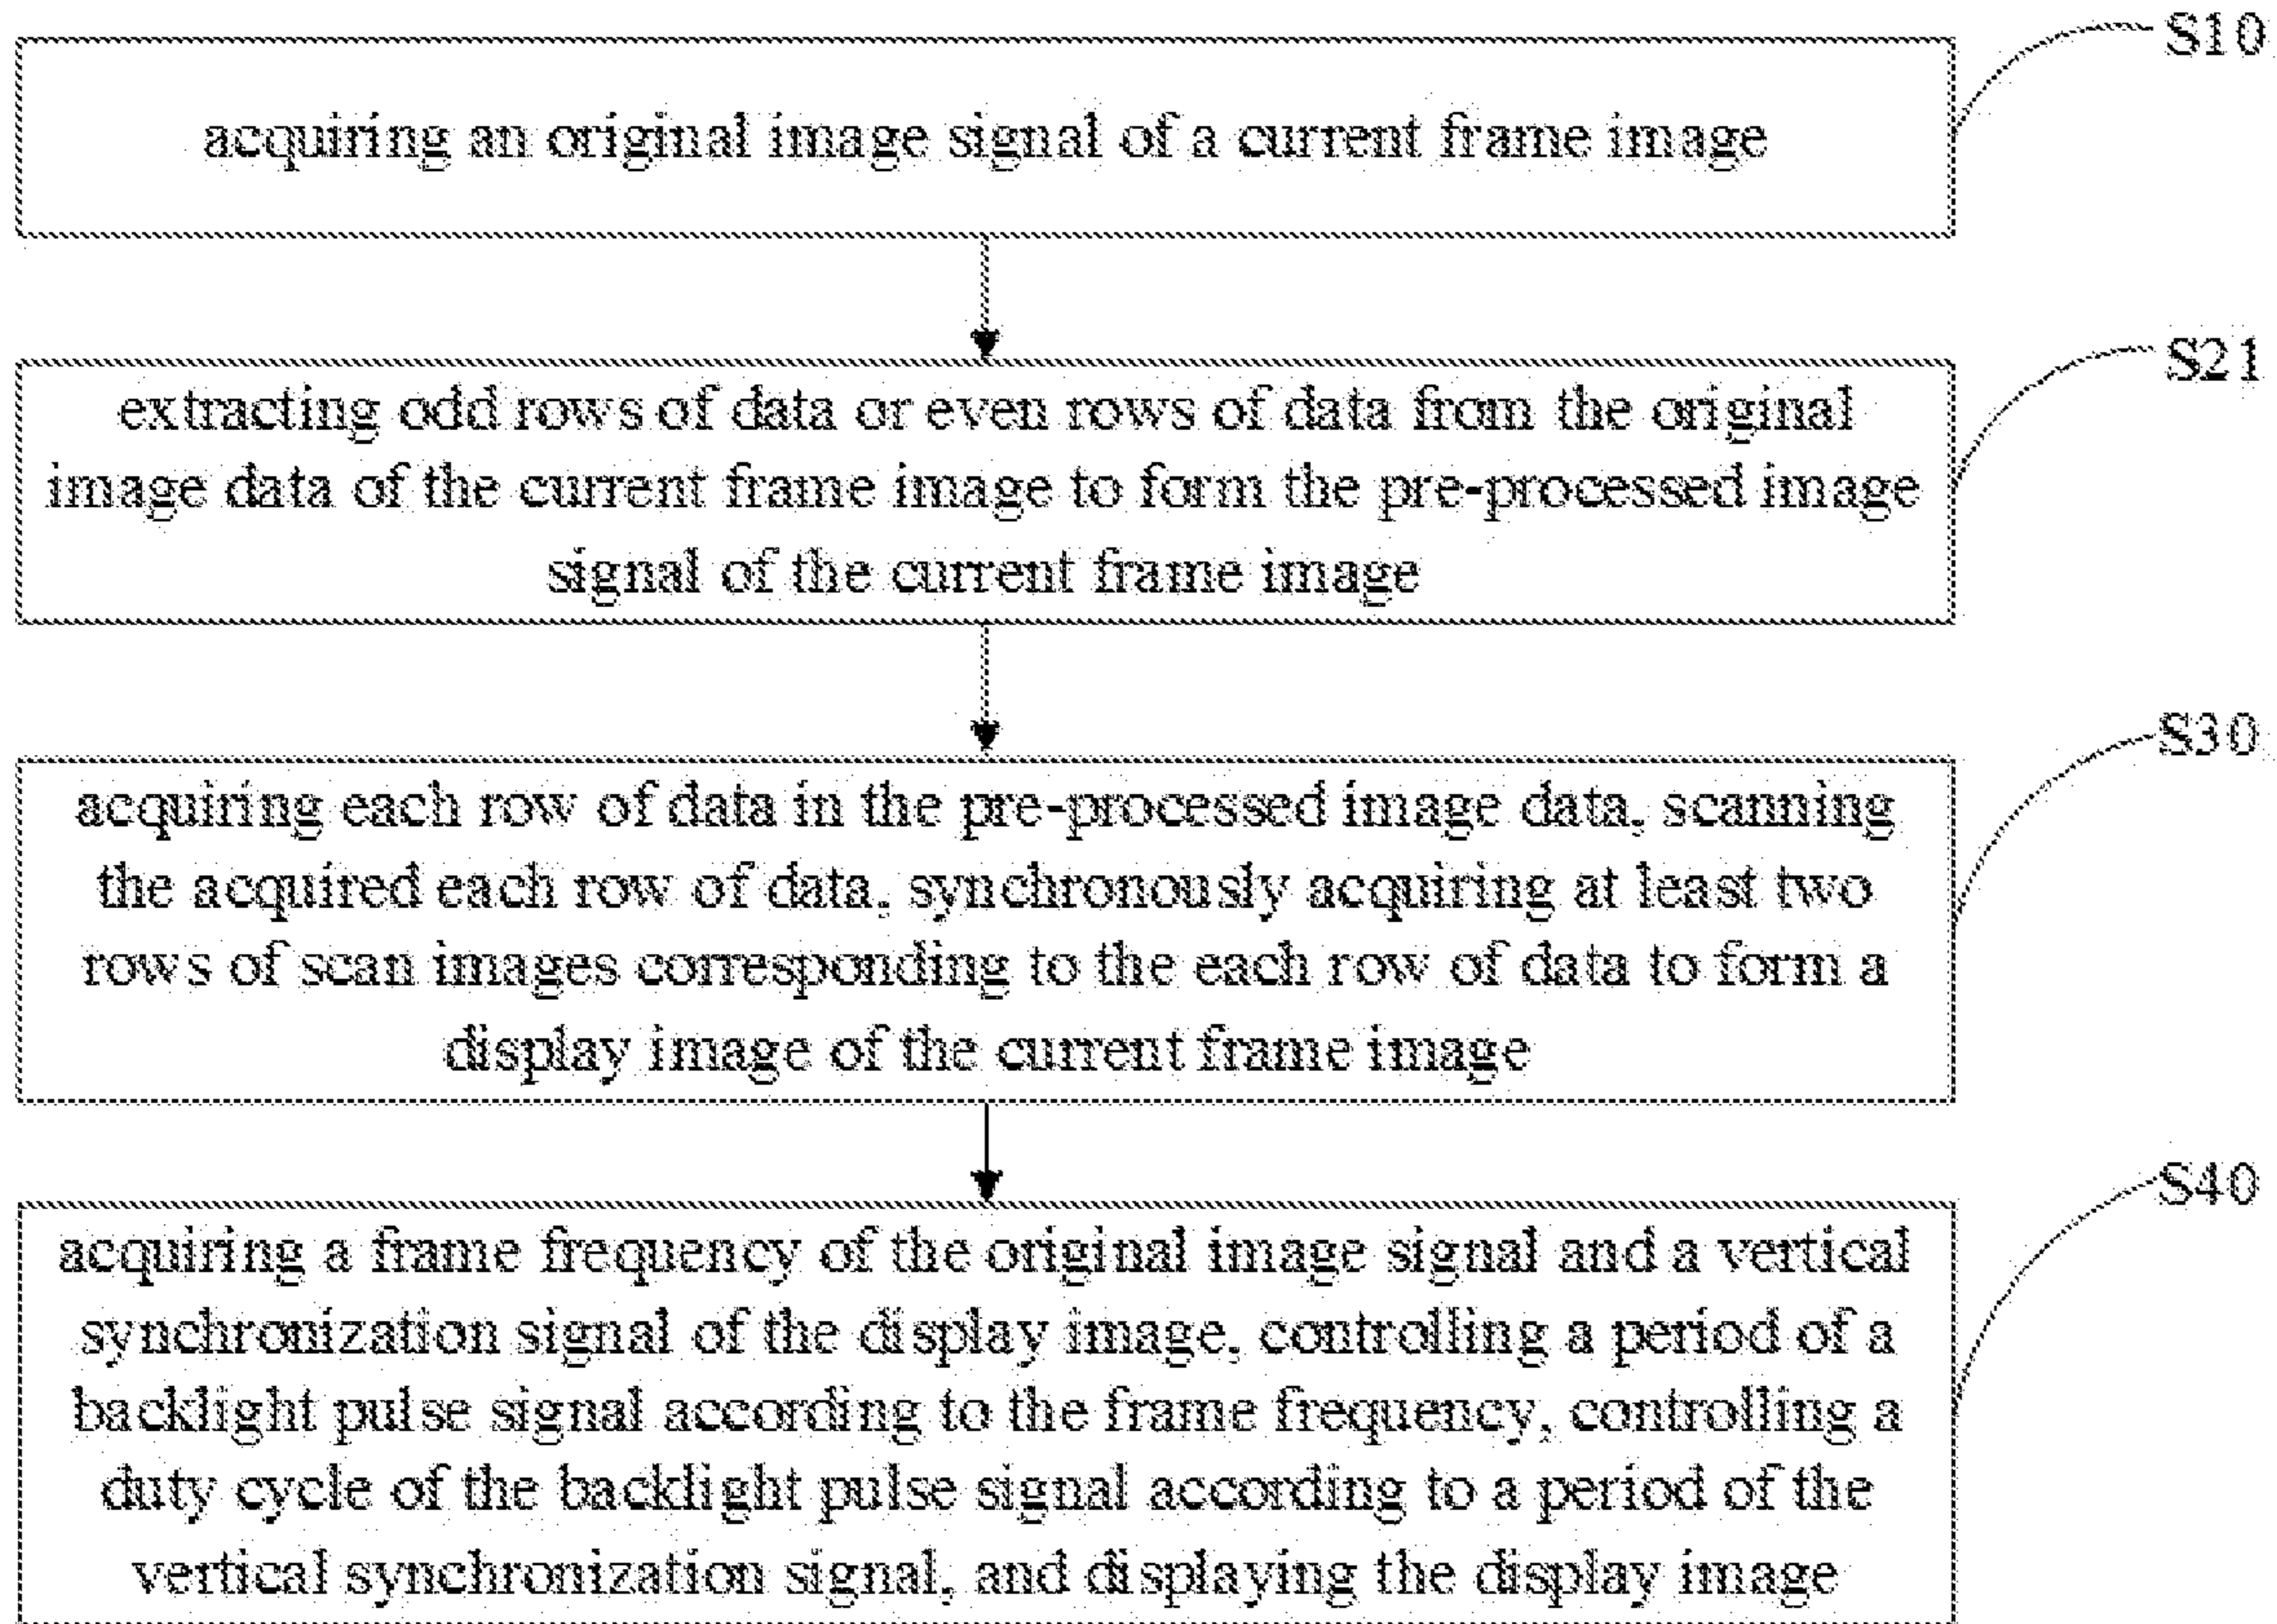 S10
acquiring an original image signal of a current frame image
S21
extracting odd rows of data or even rows of data from the original
image data of the current frame image to form the pre-processed image
signal of the current frame image
S30
acquiring each row of data in the pre-processed image data, scanning
the acquired each row of data, synchronously acquiring at least two
rows of scan images corresponding to the each row of data to form a
display image of the current frame image
S40
acquiring a frame frequency of the original image signal and a vertical
synchronization signal of the display image, controlling a period of a
backlight pulse signal according to the frame frequency, controlling a
duty cycle of the backlight pulse signal according to a period of the
vertical synchronization signal, and displaying the display image